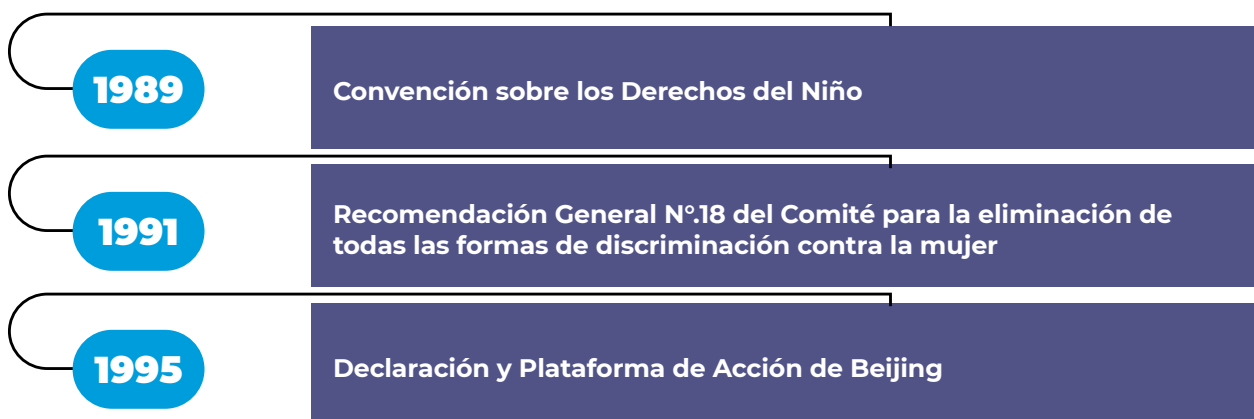 1989
Convención sobre los Derechos del Niño
1991
Recomendación General N°.18 del Comité para la eliminación de
todas las formas de discriminación contra la mujer
1995
Declaración y Plataforma de Acción de Beijing